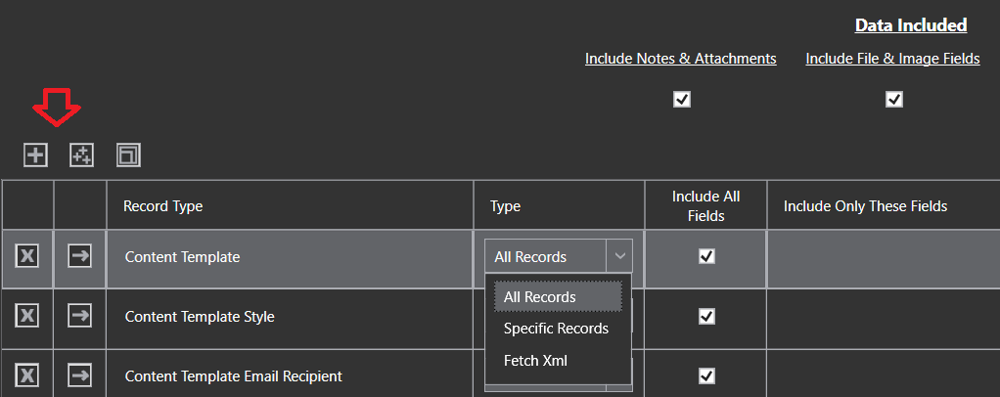 Data Included
Include Notes & Attachments Include File & Image Fields
Record Type Type Include All Fields Include Only These Fields
X Content Template All Records
All Records
X Content Template Style
Specific Records
Fetch Xml
X Content Template Email Recipient